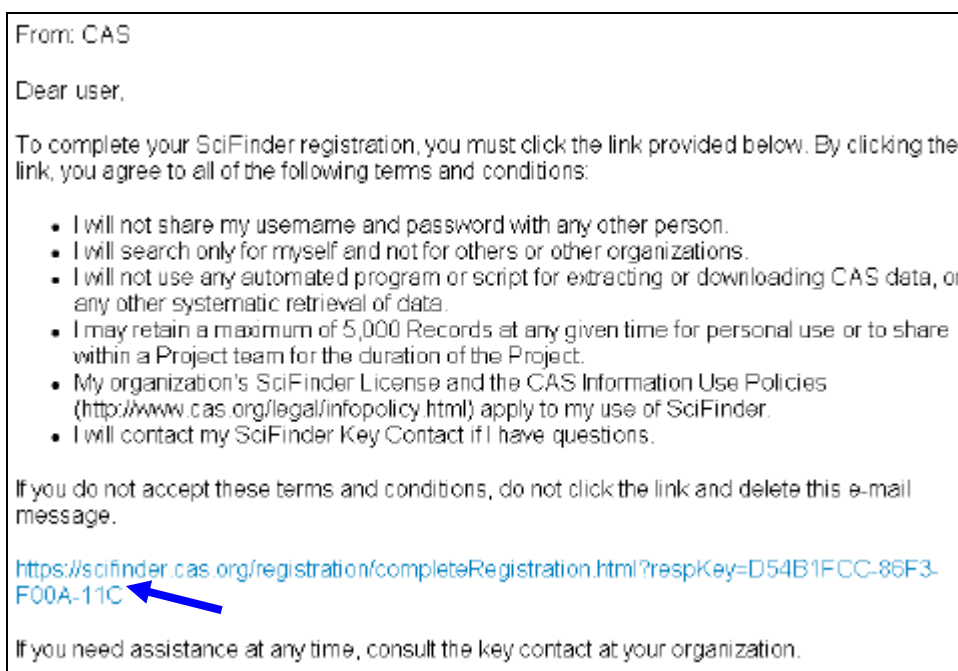 From: CAS
Dear user,
To complete your SciFinder registration, you must click the link provided below. By clicking the
link, you agree to all of the following terms and conditions:
• I will not share my username and password with any other person.
• I will search only for myself and not for others or other organizations.
• I will not use any automated program or script for extracting or downloading CAS data, or
any other systematic retrieval of data.
• I may retain a maximum of 5,000 Records at any given time for personal use or to share
within a Project team for the duration of the Project.
• My organization's SciFinder License and the CAS Information Use Policies
(http://www.cas.org/legal/infopolicy.html) apply to my use of SciFinder.
• I will contact my SciFinder Key Contact if I have questions.
If you do not accept these terms and conditions, do not click the link and delete this e-mail
message.
https://scifinder.cas.org/registration/completeRegistration.html?respKey=D54B1FCC-86F3-
F00A-11C
If you need assistance at any time, consult the key contact at your organization.